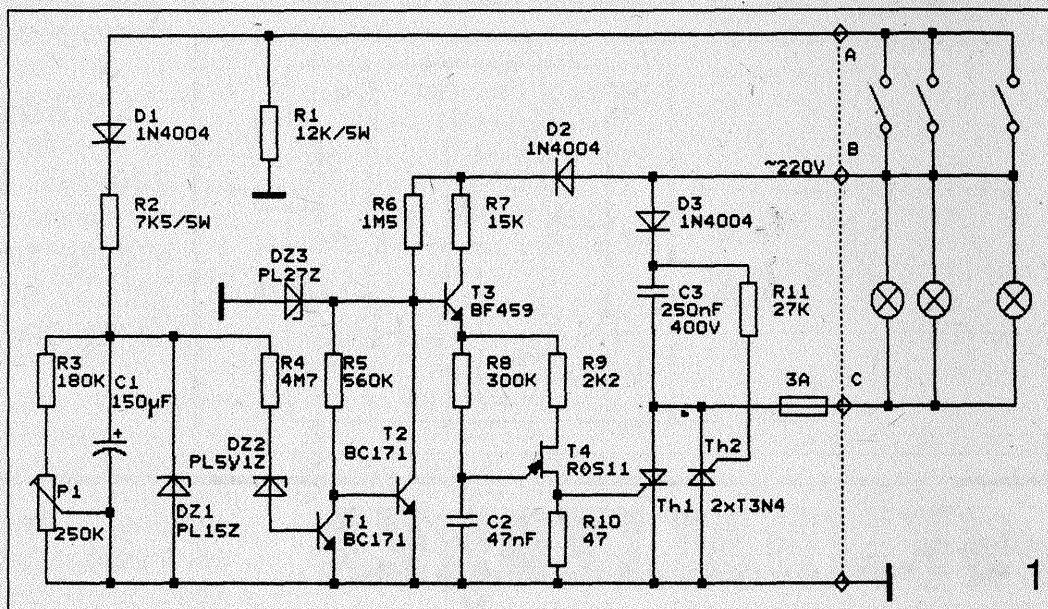 A
D1
1N4004
R1
12K/5W
D2
1N4004
B
~220V
R2
7K5/5W
R6
1M5
R7
15K
D3
1N4004
DZ3
PL27Z
T3
BF459
C3
250nF
400V
R11
27K
R3
180K
C1
150µF
+
R4
4M7
R5
560K
R8
300K
R9
2K2
3A
C
T2
BC171
DZ2
PL5V1Z
T4
ROS11
Th2
P1
250K
DZ1
PL15Z
T1
BC171
C2
47nF
R10
47
Th1
2xT3N4
1